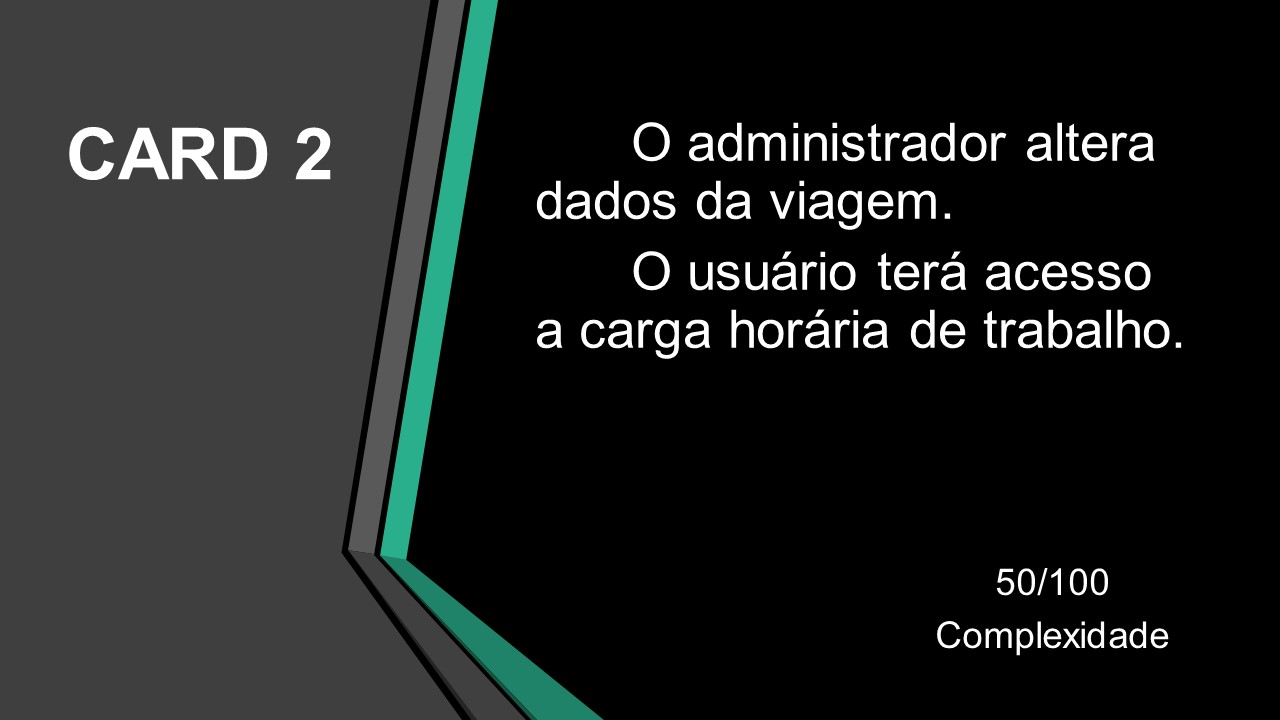 CARD 2
O administrador altera
dados da viagem.
O usuário terá acesso
a carga horária de trabalho.
50/100
Complexidade